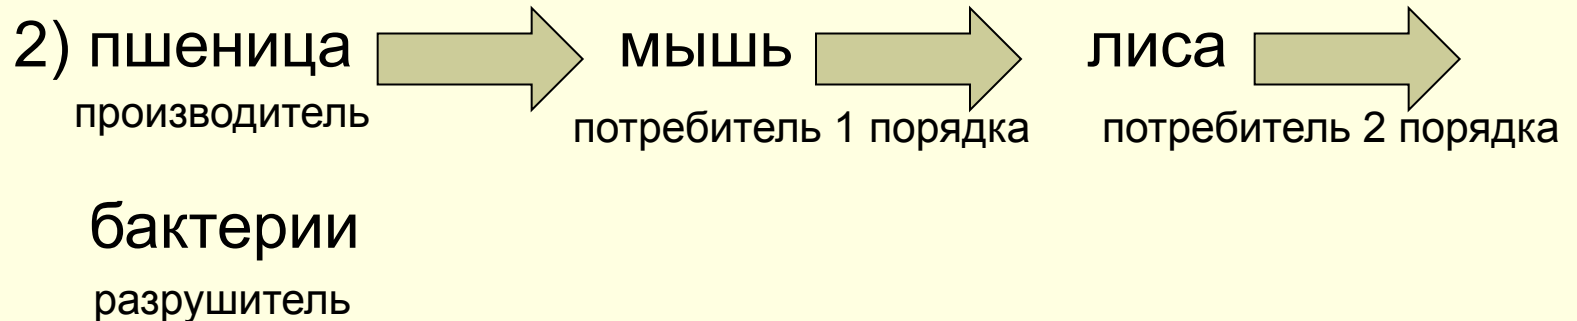 2) пшеница мышь лиса
производитель потребитель 1 порядка потребитель 2 порядка
бактерии
разрушитель